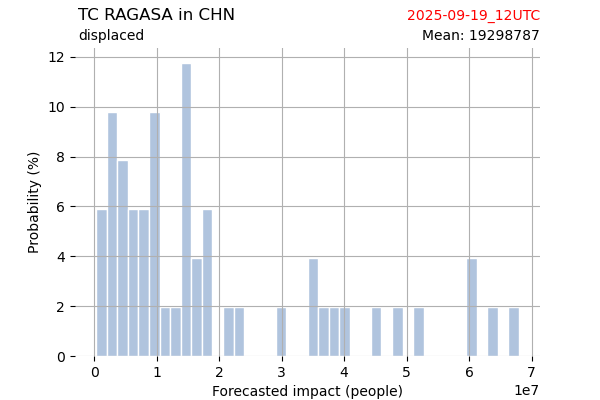 TC RAGASA in CHN
2025-09-19_12UTC
displaced
Mean: 19298787
12
10
8
6
4
2
0
Probability (%)
0 1 2 3 4 5 6 7
1e7
Forecasted impact (people)